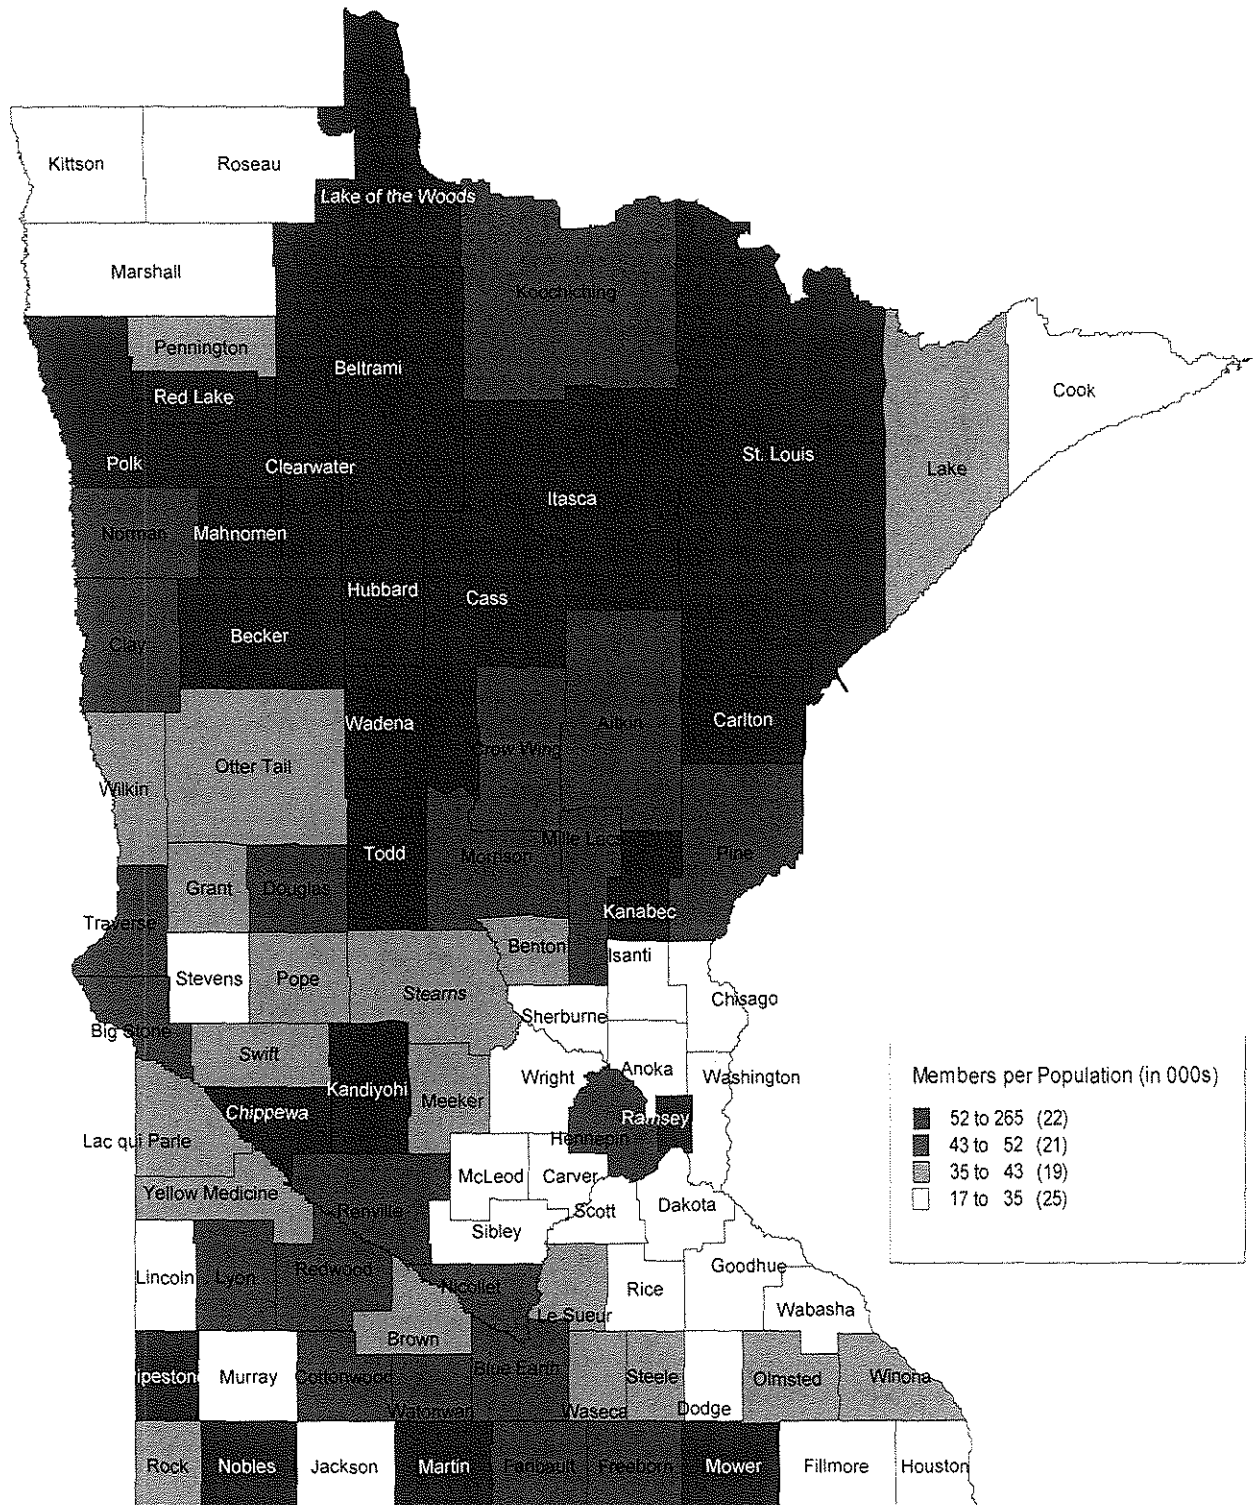 Kittson
Roseau
Lake of the Woods
Marshall
Koochiching
Pennington
Beltrami
Red Lake
Cook
Polk
Clearwater
St. Louis
Lake
Itasca
Norman
Mahnomen
Hubbard
Cass
Clay
Becker
Wadena
Aitkin
Carlton
Crow Wing
Otter Tail
Wilkin
Mille Lacs
Todd
Morrison
Pine
Grant
Douglas
Traverse
Kanabec
Benton
Isanti
Stevens
Pope
Stearns
Chisago
Sherburne
Big Stone
Swift
Anoka
Wright
Washington
Kandiyohi
Meeker
Chippewa
Ramsey
Hennepin
Lac qui Parle
McLeod
Carver
Yellow Medicine
Renville
Scott
Dakota
Sibley
Lincoln
Lyon
Redwood
Nicollet
Goodhue
Rice
Le Sueur
Wabasha
Brown
Pipestone
Murray
Cottonwood
Blue Earth
Steele
Olmsted
Winona
Watonwan
Waseca
Dodge
Rock
Nobles
Jackson
Martin
Faribault
Freeborn
Mower
Fillmore
Houston
Members per Population (in 000s)
52 to 265 (22)
43 to 52 (21)
35 to 43 (19)
17 to 35 (25)